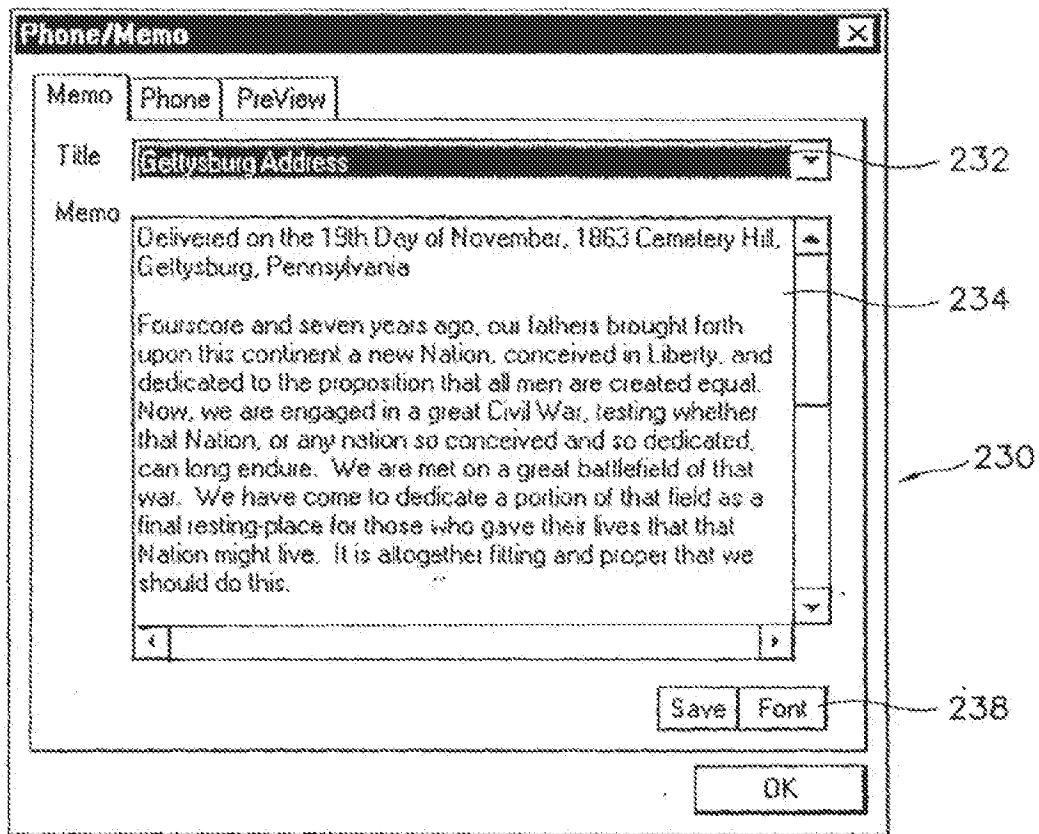 Phone/Memo
Memo Phone PreView
Title Gettysburg Address 232
Memo
Delivered on the 19th Day of November, 1863 Cemetery Hill,
Gettysburg, Pennsylvania
234
Fourscore and seven years ago, our fathers brought forth
upon this continent a new Nation, conceived in Liberty, and
dedicated to the proposition that all men are created equal.
Now, we are engaged in a great Civil War, testing whether
that Nation, or any nation so conceived and so dedicated,
can long endure. We are met on a great battlefield of that
230
war. We have come to dedicate a portion of that field as a
final resting-place for those who gave their lives that that
Nation might live. It is altogether fitting and proper that we
should do this.
Save Font 238
OK